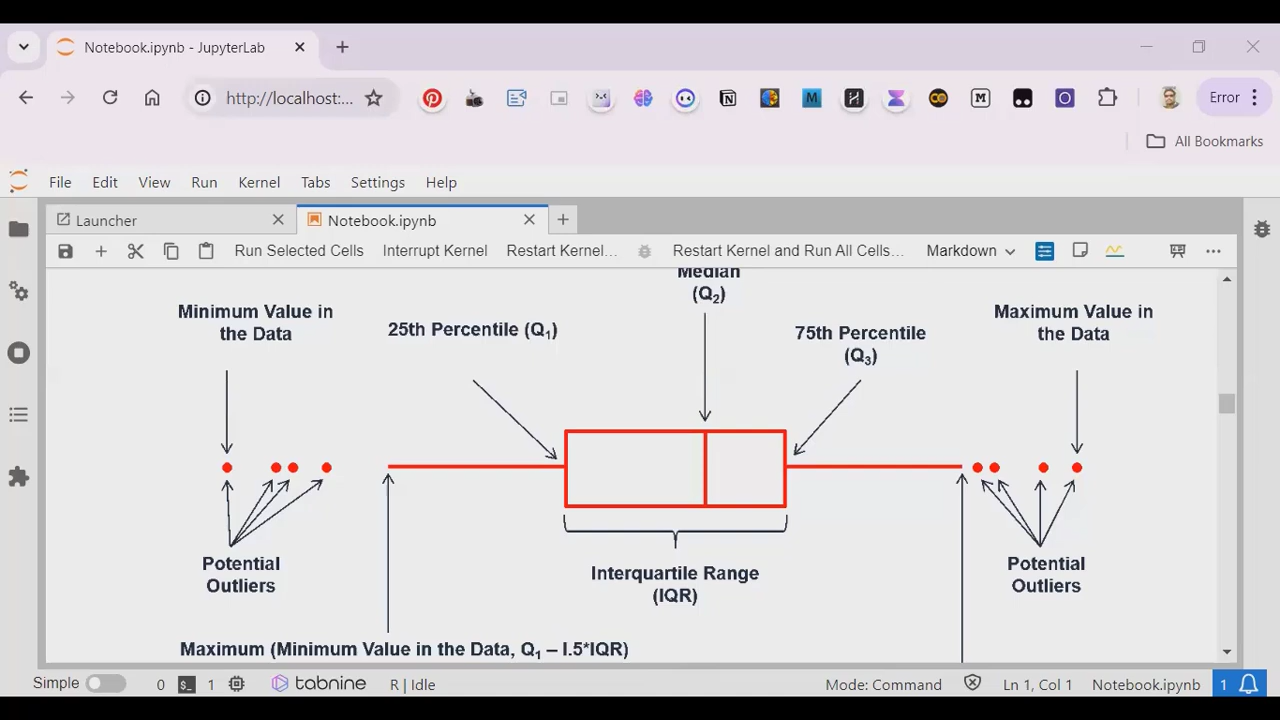 Notebook.ipynb - JupyterLab
http://localhost:...
Error
All Bookmarks
File Edit View Run Kernel Tabs Settings Help
Launcher
Notebook.ipynb
Run Selected Cells Interrupt Kernel Restart Kernel... Restart Kernel and Run All Cells... Markdown
Median
(Q₂)
Minimum Value in
the Data
25th Percentile (Q₁)
75th Percentile
(Q₃)
Maximum Value in
the Data
Potential
Outliers
Interquartile Range
(IQR)
Potential
Outliers
Maximum (Minimum Value in the Data, Q₁ – I.5*IQR)
Simple 0 1 tabnine R | Idle Mode: Command Ln 1, Col 1 Notebook.ipynb 1